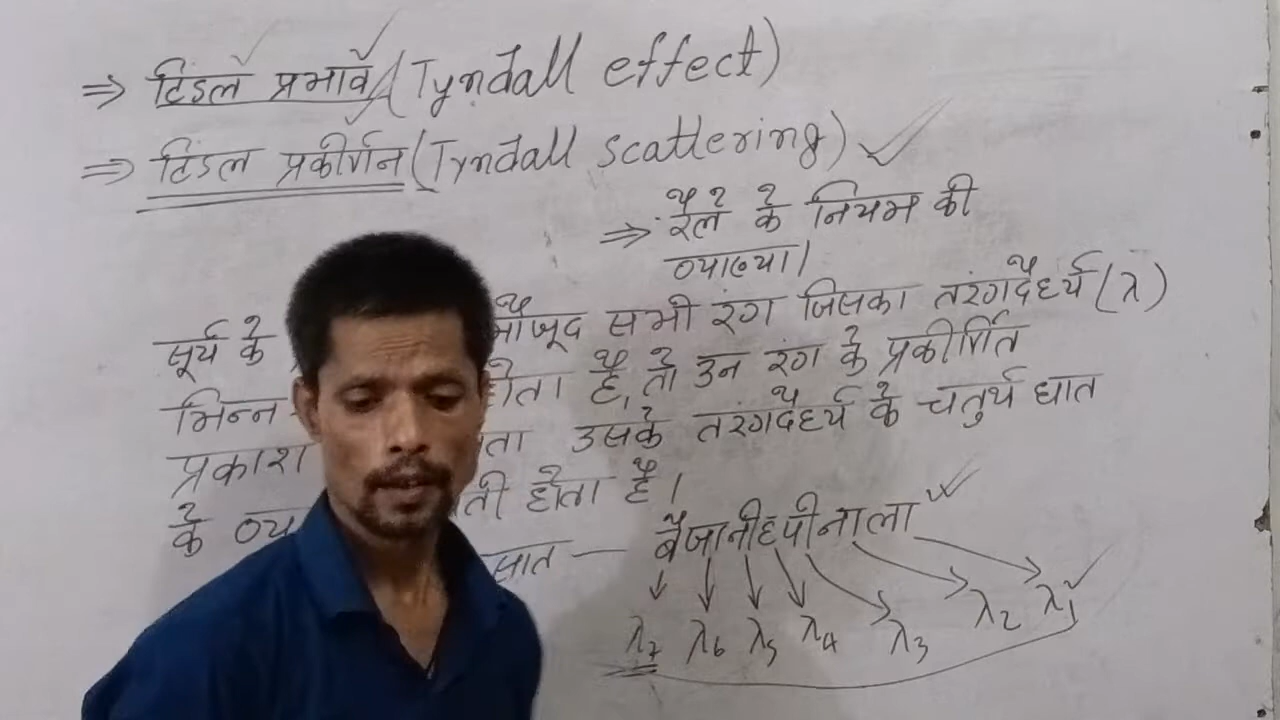 ⇒ टिंडल प्रभाव (Tyndall effect)
⇒ टिंडल प्रकीर्णन (Tyndall scattering)
⇒ रैले के नियम की
व्याख्या।
सूर्य के मौजूद सभी रंग जिसका तरंगदैर्ध्य (λ)
भिन्न होता है, तो उन रंग के प्रकीर्णित
प्रकाश उसके तरंगदैर्ध्य के चतुर्थ घात
के होता है।
सात — बैजानीहपीनाला
λ7 λ6 λ5 λ4 λ3 λ2 λ1